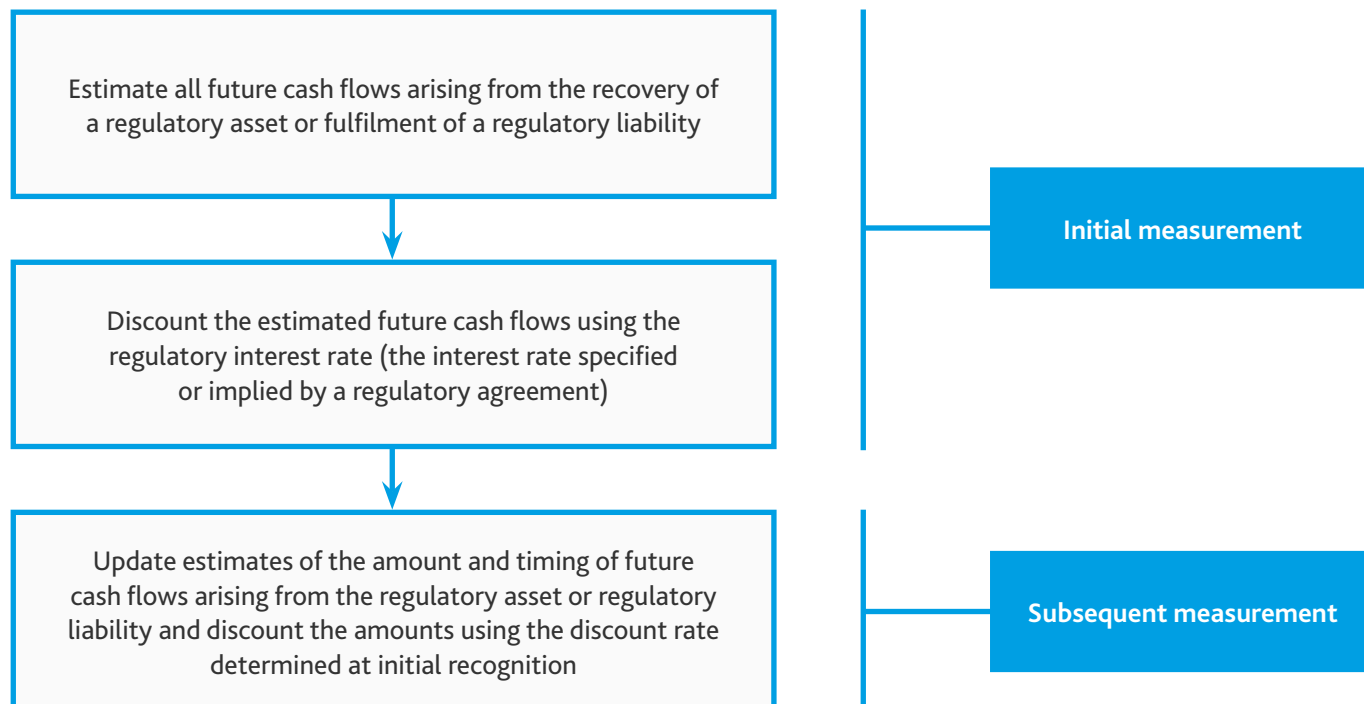 Estimate all future cash flows arising from the recovery of
a regulatory asset or fulfilment of a regulatory liability
Initial measurement
Discount the estimated future cash flows using the
regulatory interest rate (the interest rate specified
or implied by a regulatory agreement)
Update estimates of the amount and timing of future
cash flows arising from the regulatory asset or regulatory
liability and discount the amounts using the discount rate
determined at initial recognition
Subsequent measurement